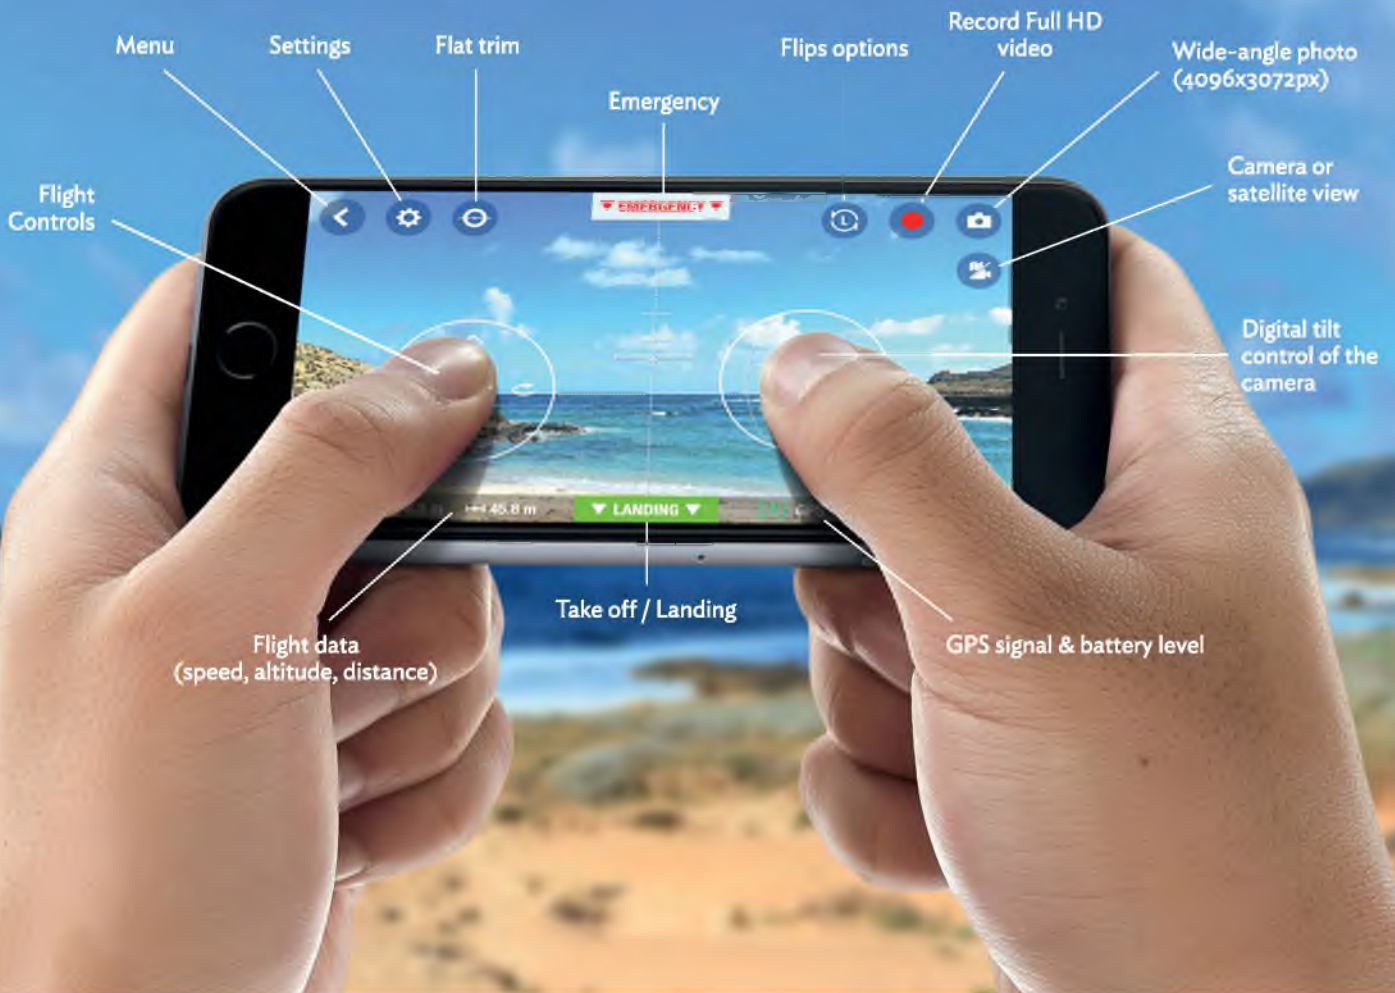 Record Full HD
video
Menu
Settings
Flat trim
Flips options
Wide-angle photo
(4096x3072px)
Emergency
Camera or
satellite view
Flight
Controls
▼ EMERGENCY ▼
L
Digital tilt
control of the
camera
45.8 m
▼ LANDING ▼
Take off / Landing
Flight data
(speed, altitude, distance)
GPS signal & battery level